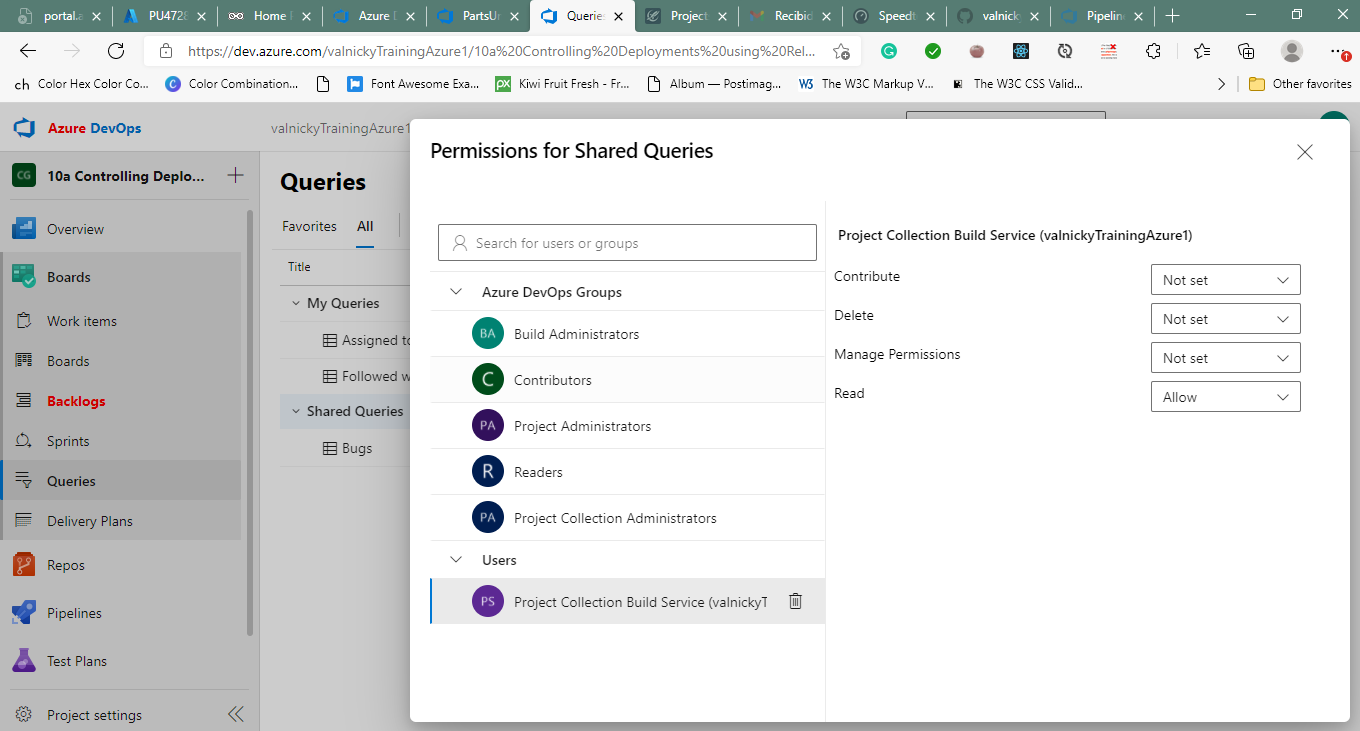 portal.a
PU4728
Home
Azure D
PartsUn
Queries
Projects
Recibid
Speedt
valnick
Pipelin
https://dev.azure.com/valnickyTrainingAzure1/10a%20Controlling%20Deployments%20using%20Rel...
ch Color Hex Color Co...
Color Combination...
Font Awesome Exa...
Kiwi Fruit Fresh - Fr...
Album — Postimag...
The W3C Markup V...
The W3C CSS Valid...
Other favorites
Azure DevOps
valnickyTrainingAzure1
CG 10a Controlling Deplo...
Overview
Boards
Work items
Boards
Backlogs
Sprints
Queries
Delivery Plans
Repos
Pipelines
Test Plans
Project settings
Queries
Favorites All
Title
My Queries
Assigned to
Followed w
Shared Queries
Bugs
Permissions for Shared Queries
Search for users or groups
Azure DevOps Groups
BA Build Administrators
C Contributors
PA Project Administrators
R Readers
PA Project Collection Administrators
Users
PS Project Collection Build Service (valnickyT
Project Collection Build Service (valnickyTrainingAzure1)
Contribute Not set
Delete Not set
Manage Permissions Not set
Read Allow